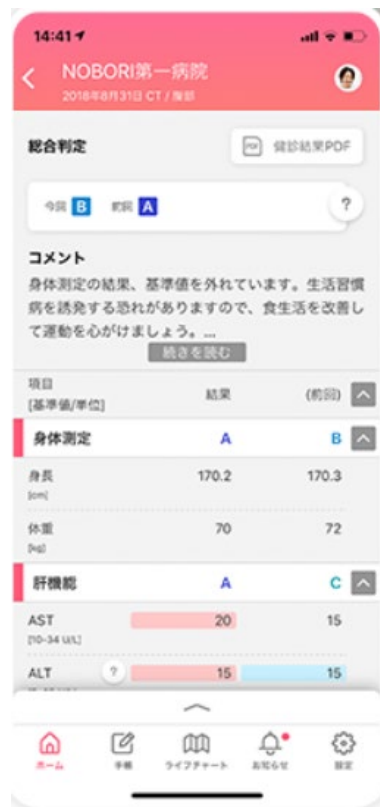 14:41
NOBORI第一病院
2018年8月31日 CT / 腹部
総合判定
PDF 健診結果PDF
今回 B 前回 A ?
コメント
身体測定の結果、基準値を外れています。生活習慣
病を誘発する恐れがありますので、食生活を改善し
て運動を心がけましょう。...
続きを読む
項目 結果 (前回)
[基準値/単位]
身体測定 A B
身長 170.2 170.3
[cm]
体重 70 72
[kg]
肝機能 A C
AST 20 15
[10-34 U/L]
ALT ? 15 15
ホーム 手帳 ライフチャート お知らせ 設定